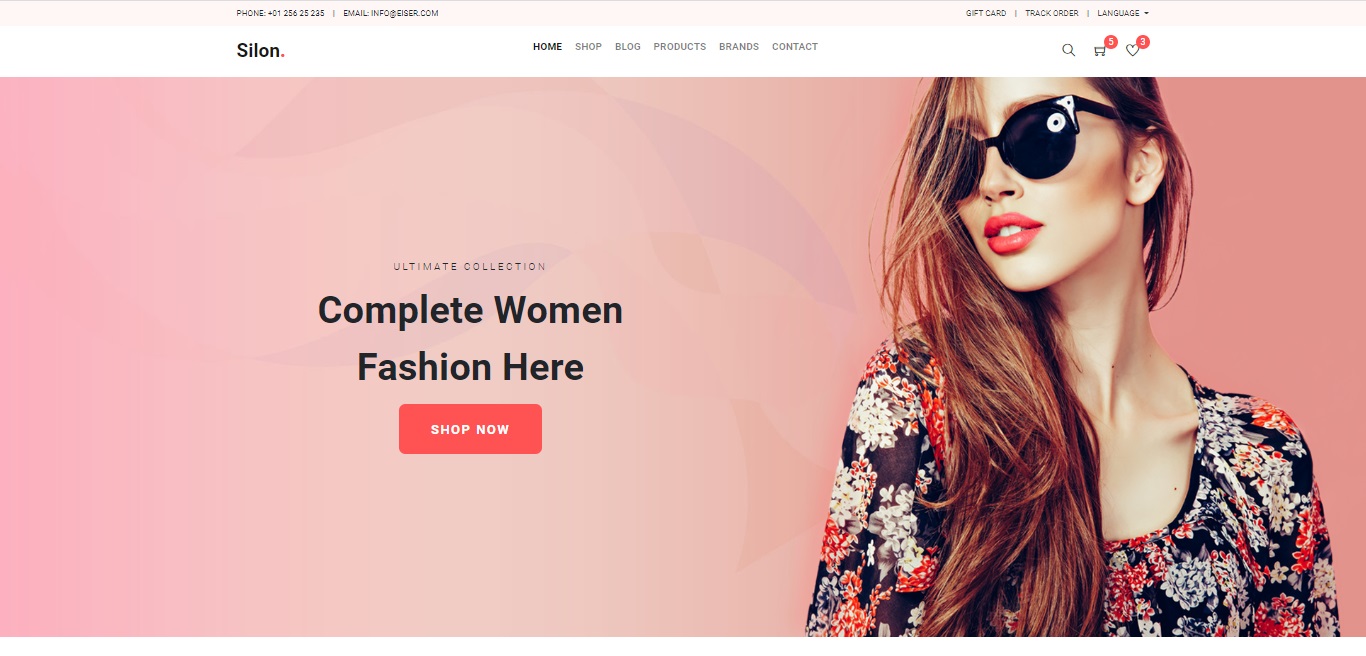 PHONE: +01 256 25 235 | EMAIL: INFO@EISER.COM
GIFT CARD | TRACK ORDER | LANGUAGE
Silon.
HOME SHOP BLOG PRODUCTS BRANDS CONTACT
5
3
ULTIMATE COLLECTION
Complete Women
Fashion Here
SHOP NOW